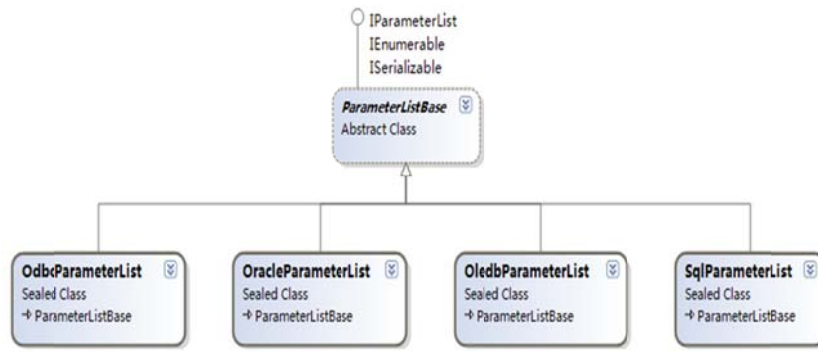 IParameterList
IEnumerable
ISerializable
ParameterListBase
Abstract Class
OdbcParameterList
Sealed Class
ParameterListBase
OracleParameterList
Sealed Class
ParameterListBase
OledbParameterList
Sealed Class
ParameterListBase
SqlParameterList
Sealed Class
ParameterListBase